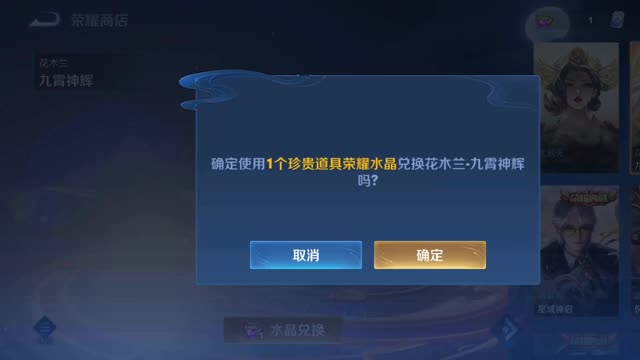 荣耀商店
1
花木兰
九霄神辉
确定使用1个珍贵道具荣耀水晶兑换花木兰-九霄神辉
吗?
取消
确定
星域神启
水晶兑换